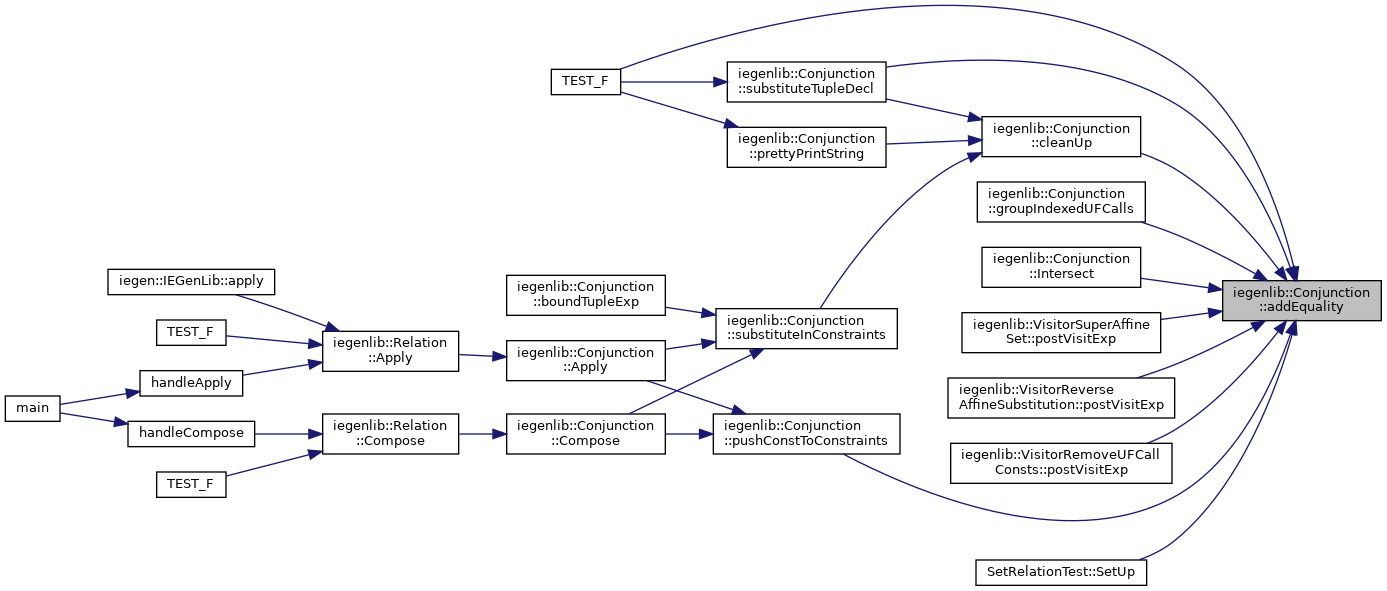 TEST_F
iegenlib::Conjunction
::substituteTupleDecl
iegenlib::Conjunction
::prettyPrintString
iegenlib::Conjunction
::cleanUp
iegenlib::Conjunction
::groupIndexedUFCalls
iegenlib::Conjunction
::Intersect
iegenlib::Conjunction
::addEquality
iegen::IEGenLib::apply
TEST_F
handleApply
main
handleCompose
TEST_F
iegenlib::Relation
::Apply
iegenlib::Relation
::Compose
iegenlib::Conjunction
::boundTupleExp
iegenlib::Conjunction
::Apply
iegenlib::Conjunction
::Compose
iegenlib::Conjunction
::substituteInConstraints
iegenlib::Conjunction
::pushConstToConstraints
iegenlib::VisitorSuperAffine
Set::postVisitExp
iegenlib::VisitorReverse
AffineSubstitution::postVisitExp
iegenlib::VisitorRemoveUFCall
Consts::postVisitExp
SetRelationTest::SetUp